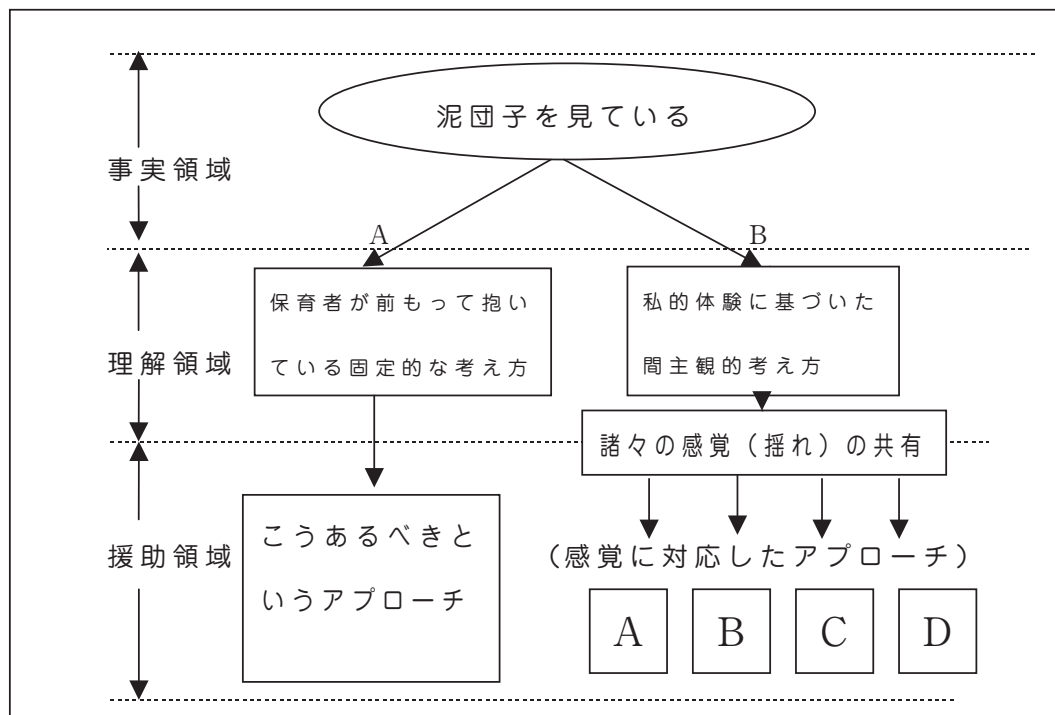 泥団子を見ている
事実領域
A
B
保育者が前もって抱い
ている固定的な考え方
私的体験に基づいた
間主観的考え方
理解領域
諸々の感覚（揺れ）の共有
こうあるべきと
いうアプローチ
援助領域
（感覚に対応したアプローチ）
A
B
C
D